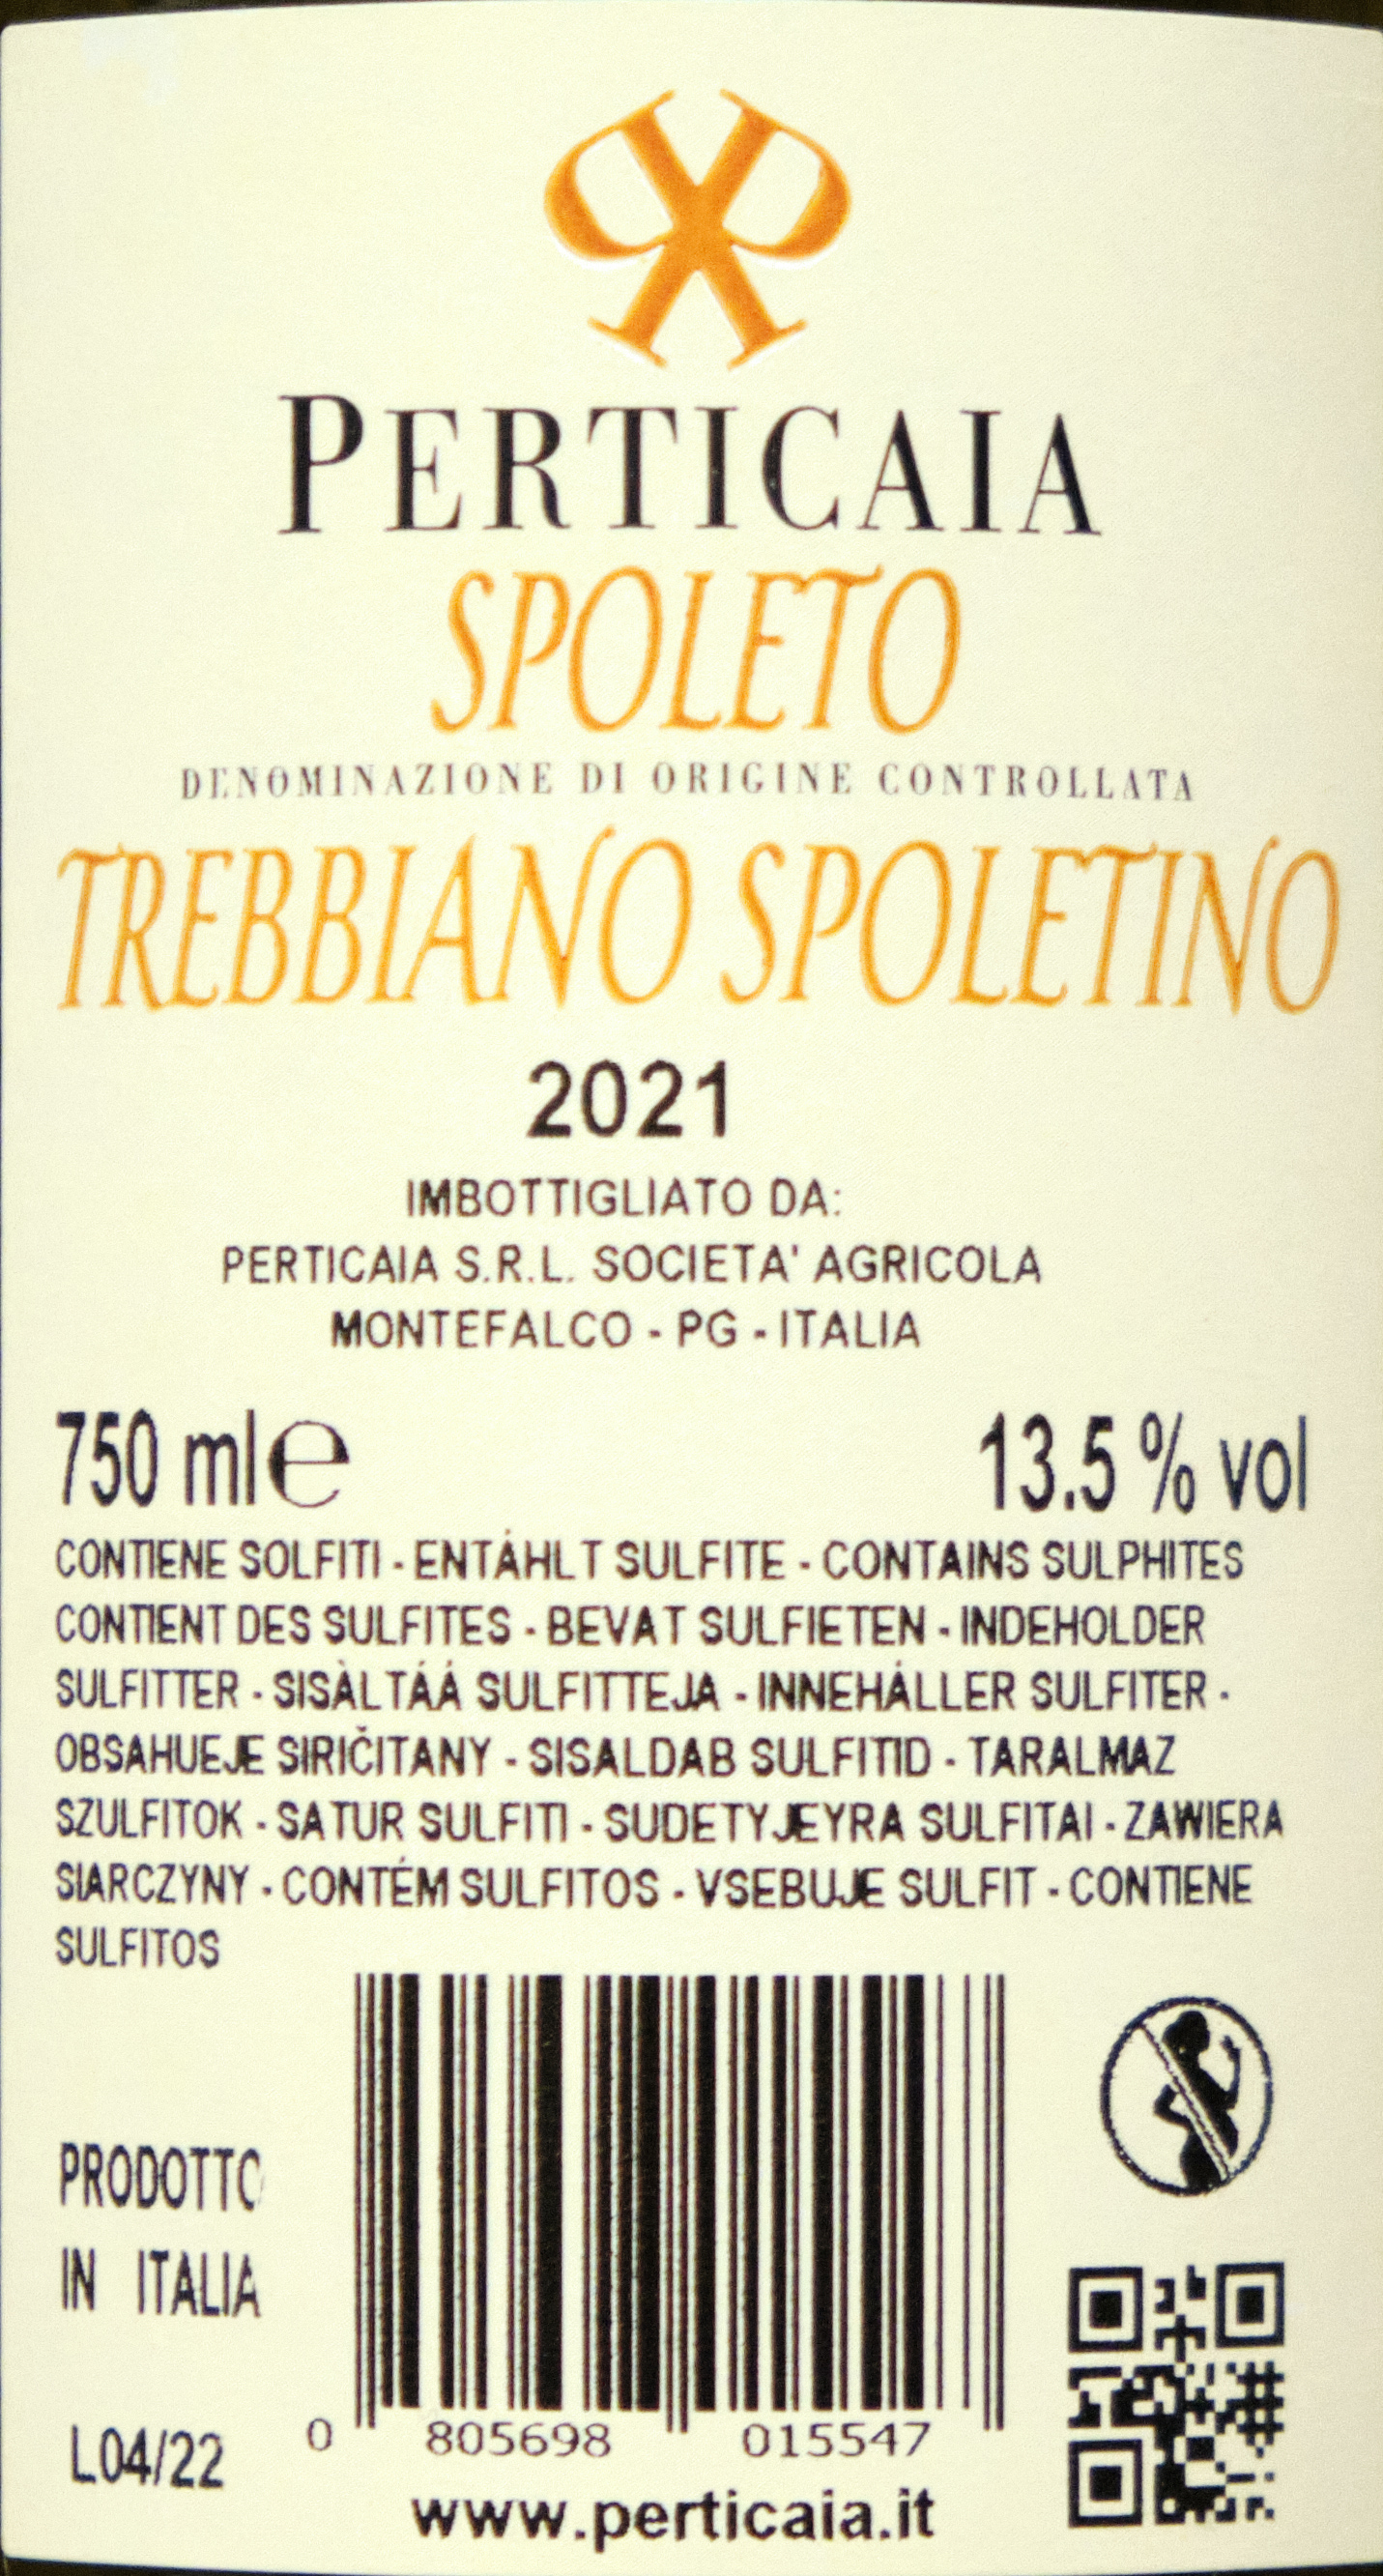 PERTICAIA
SPOLETO
DENOMINAZIONE DI ORIGINE CONTROLLATA
TREBBIANO SPOLETINO
2021
IMBOTTIGLIATO DA:
PERTICAIA S.R.L. SOCIETA' AGRICOLA
MONTEFALCO - PG - ITALIA
750 ml e
13.5 % vol
CONTIENE SOLFITI - ENTÁHLT SULFITE - CONTAINS SULPHITES
CONTIENT DES SULFITES - BEVAT SULFIETEN - INDEHOLDER
SULFITTER - SISÀLTÁÁ SULFITTEJA - INNEHÁLLER SULFITER -
OBSAHUEJE SIRIČITANY - SISALDAB SULFITID - TARALMAZ
SZULFITOK - SATUR SULFITI - SUDETYJEYRA SULFITAI - ZAWIERA
SIARCZYNY - CONTÉM SULFITOS - VSEBUJE SULFIT - CONTIENE
SULFITOS
PRODOTTO
IN ITALIA
L04/22
0 805698 015547
www.perticaia.it